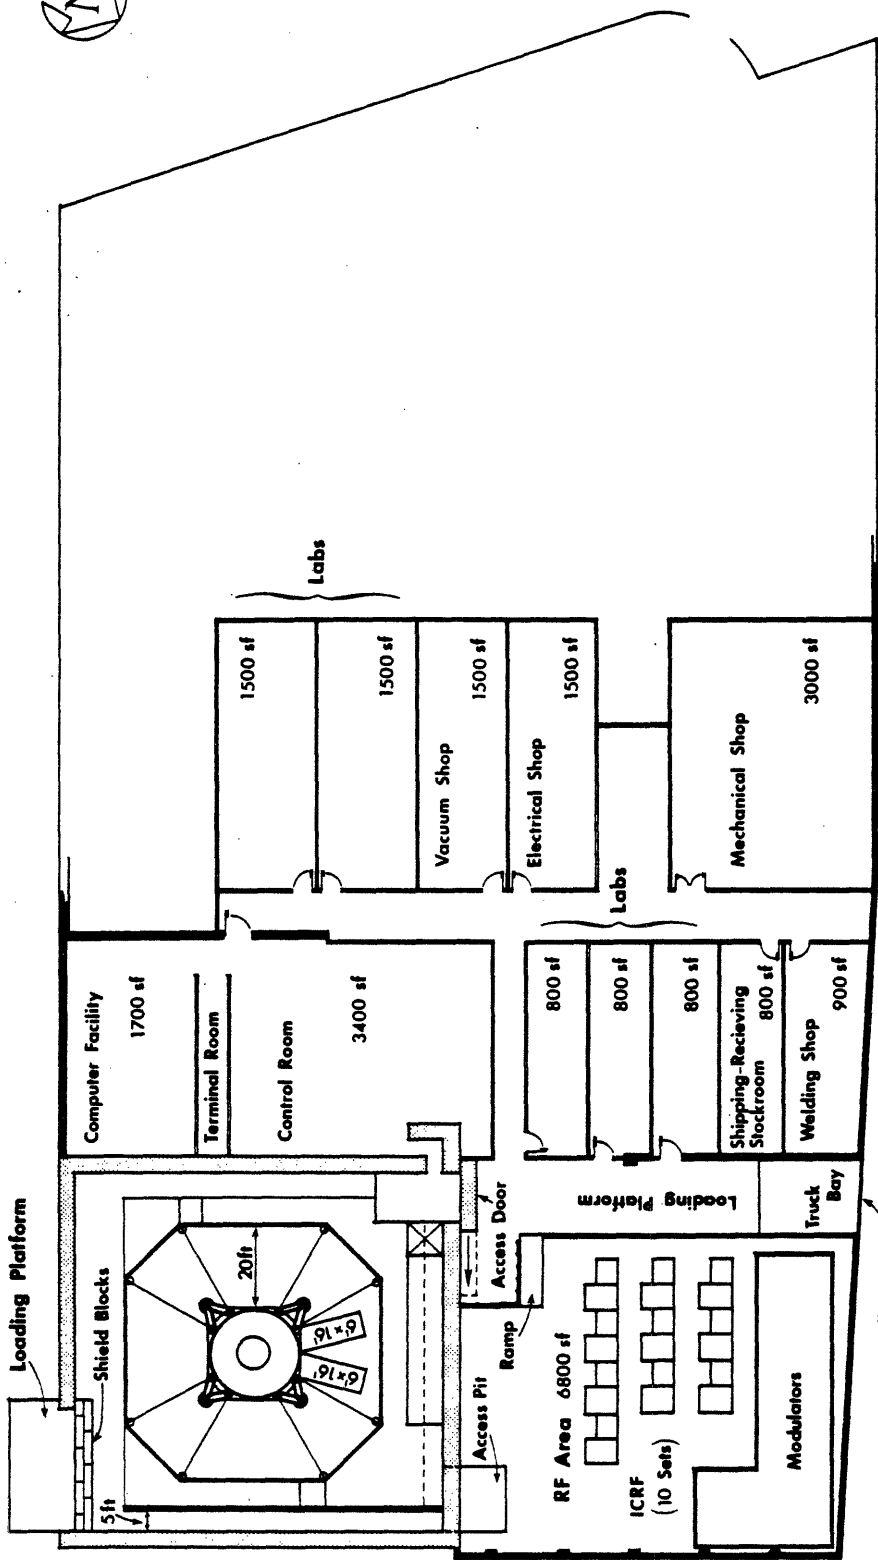 N
Loading Platform
Shield Blocks
5ft
20ft
6'x16'
6'x16'
Computer Facility
1700 sf
Terminal Room
Control Room
3400 sf
1500 sf
1500 sf
Labs
Vacuum Shop
1500 sf
Electrical Shop
1500 sf
Mechanical Shop
3000 sf
Labs
800 sf
800 sf
800 sf
Shipping-Recieving
Stockroom
800 sf
Welding Shop
900 sf
Access Door
Loading Platform
Truck
Bay
Ramp
Access Pit
RF Area 6800 sf
ICRF
(10 Sets)
Modulators